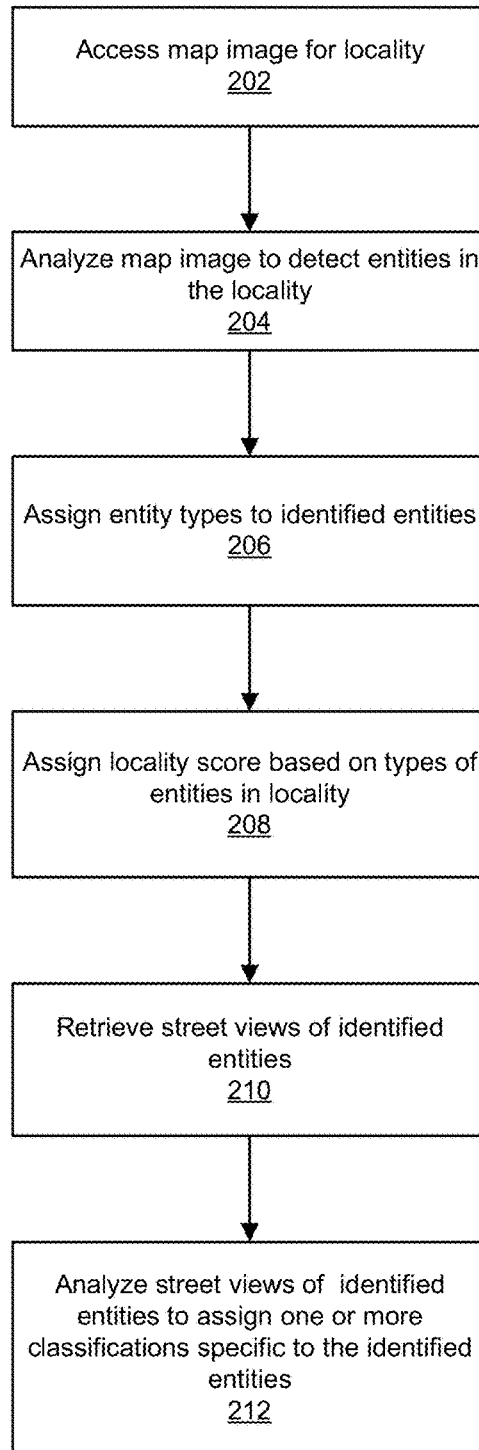 Access map image for locality
202
Analyze map image to detect entities in
the locality
204
Assign entity types to identified entities
206
Assign locality score based on types of
entities in locality
208
Retrieve street views of identified
entities
210
Analyze street views of identified
entities to assign one or more
classifications specific to the identified
entities
212